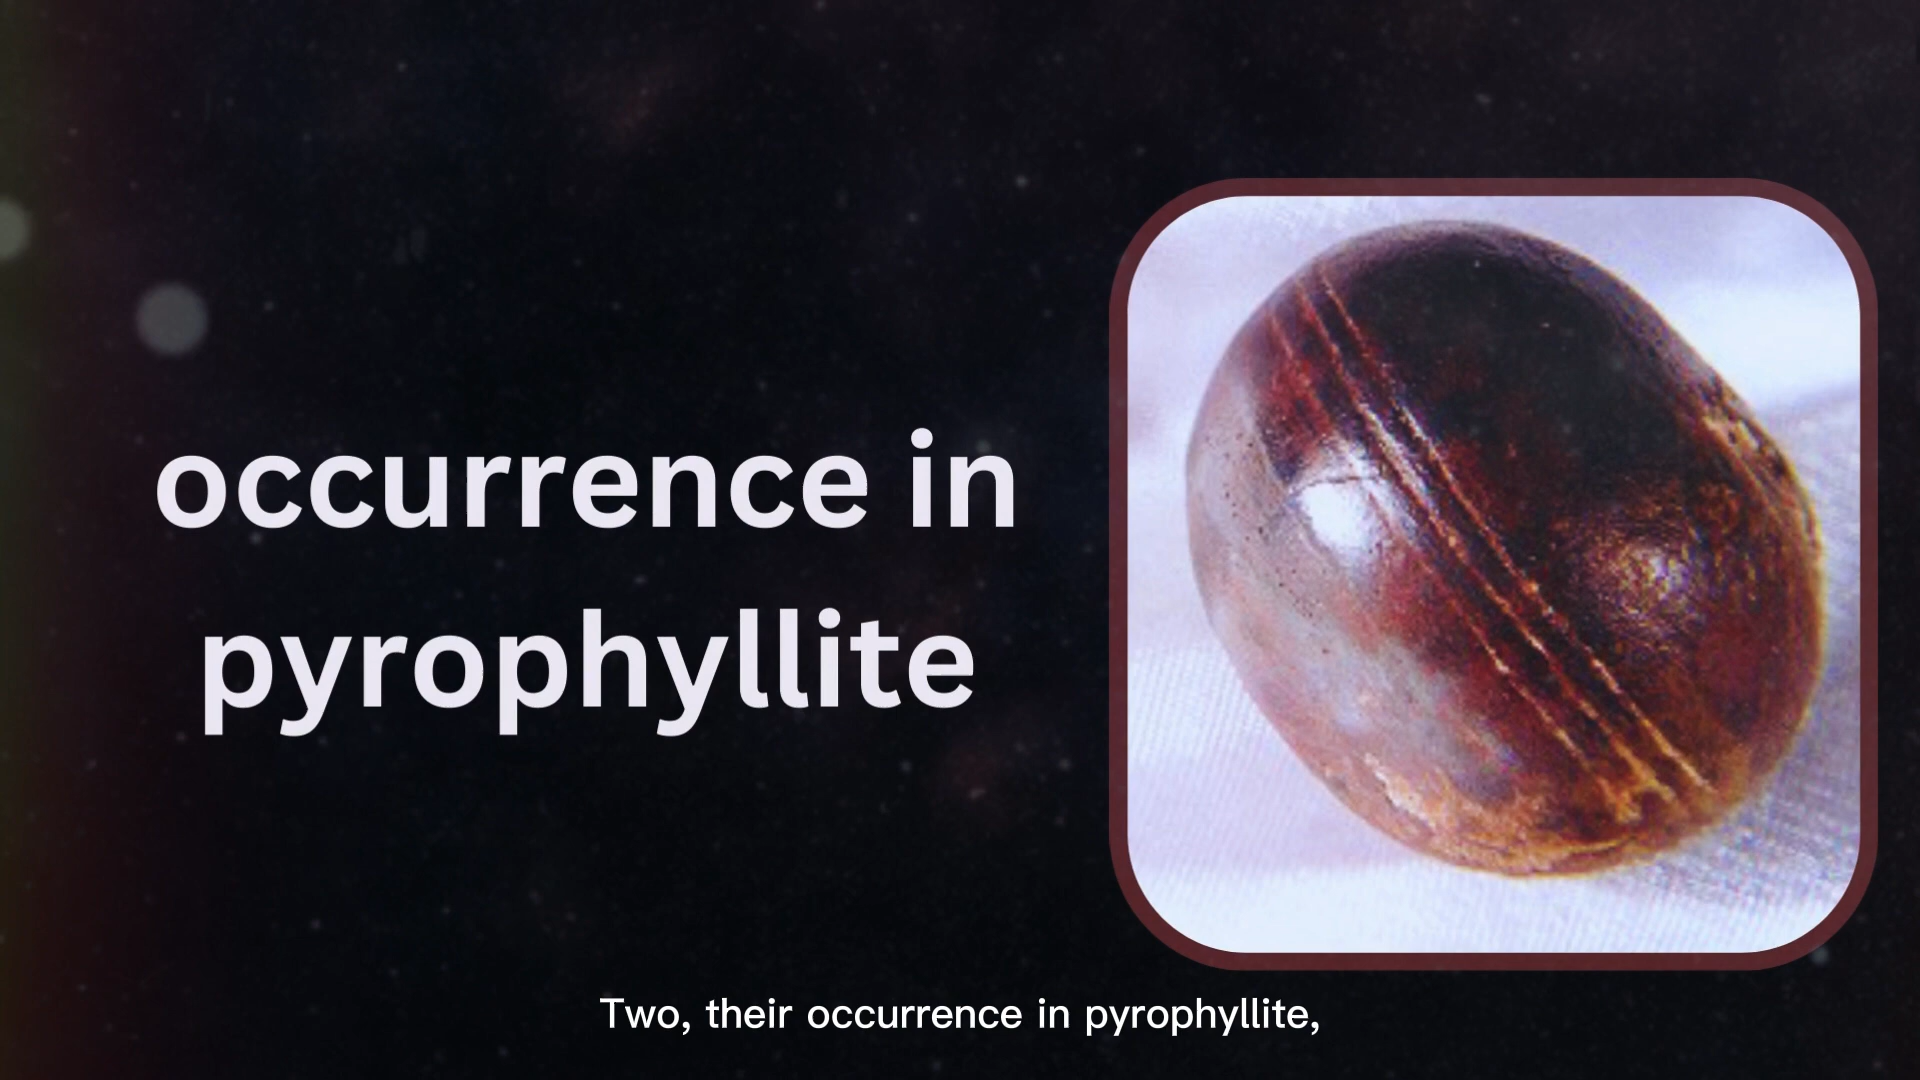 occurrence in
pyrophyllite
Two, their occurrence in pyrophyllite,